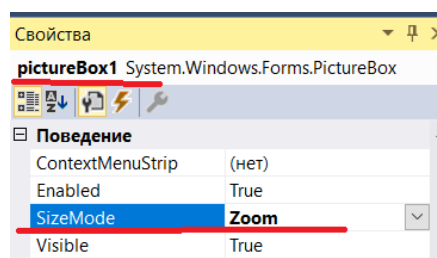 Свойства
pictureBox1 System.Windows.Forms.PictureBox
Поведение
ContextMenuStrip (нет)
Enabled True
SizeMode Zoom
Visible True